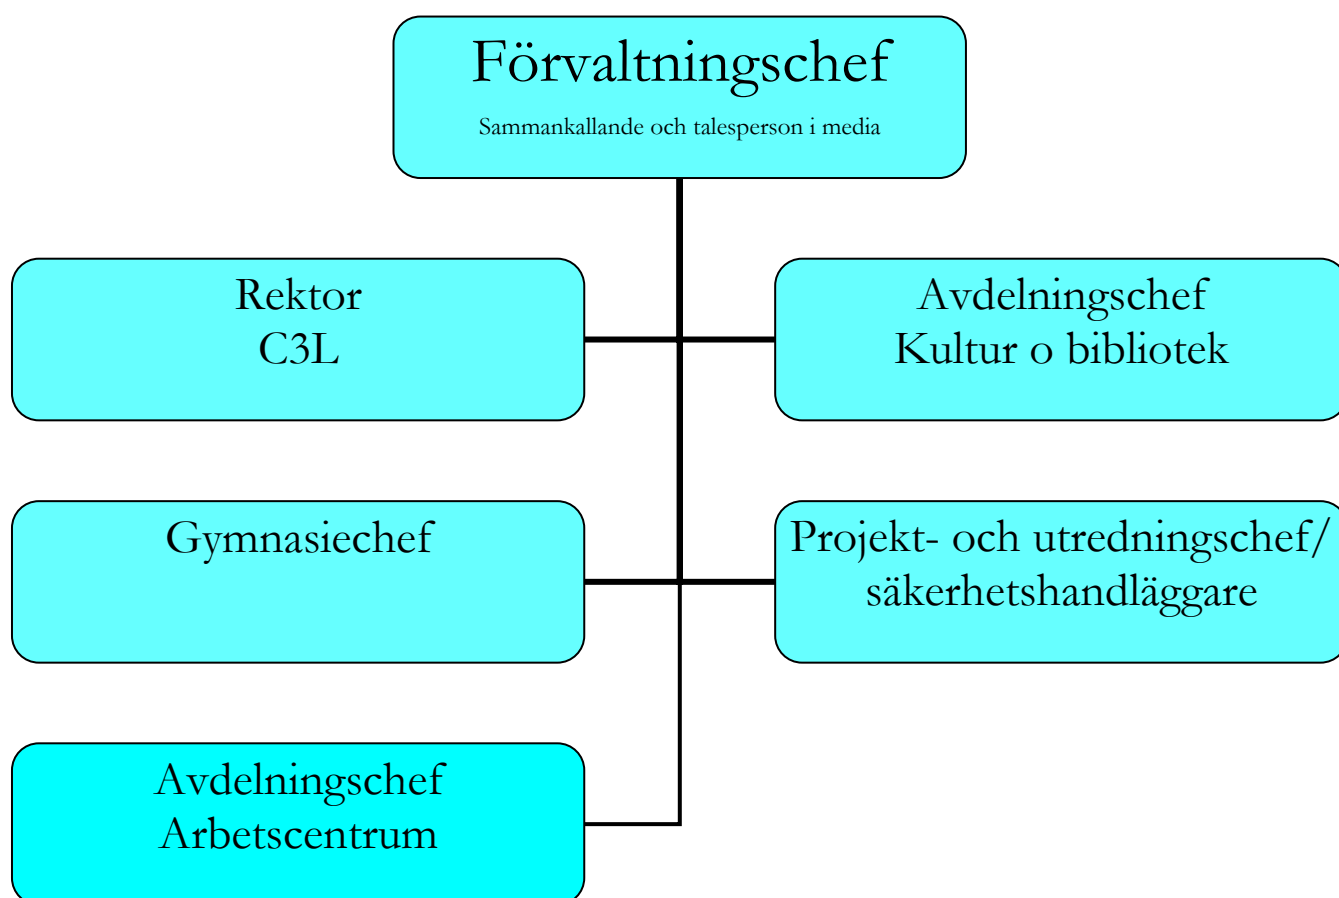 Förvaltningschef
Sammankallande och talesperson i media
Rektor
C3L
Avdelningschef
Kultur o bibliotek
Gymnasiechef
Projekt- och utredningschef/
säkerhetshandläggare
Avdelningschef
Arbetscentrum